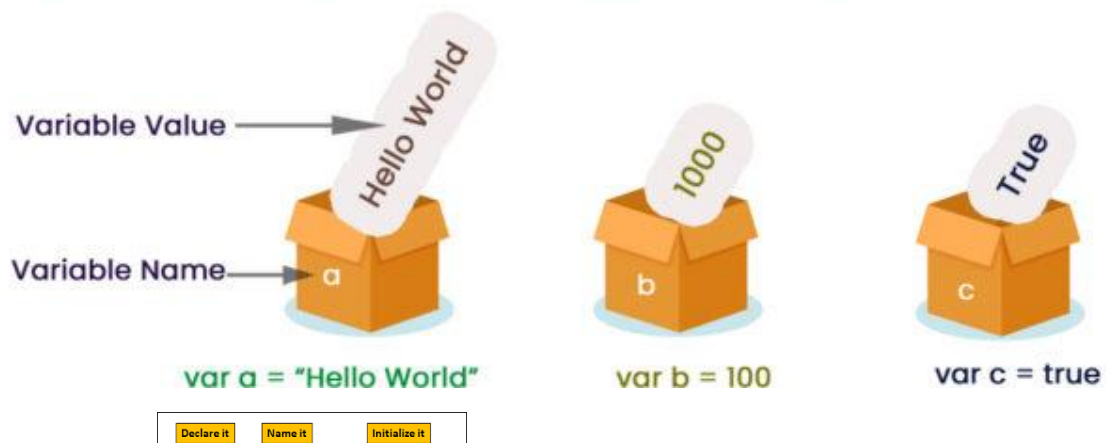 Variable Value
Hello World
1000
True
Variable Name
a
b
c
var a = “Hello World”
var b = 100
var c = true
Declare it
Name it
Initialize it